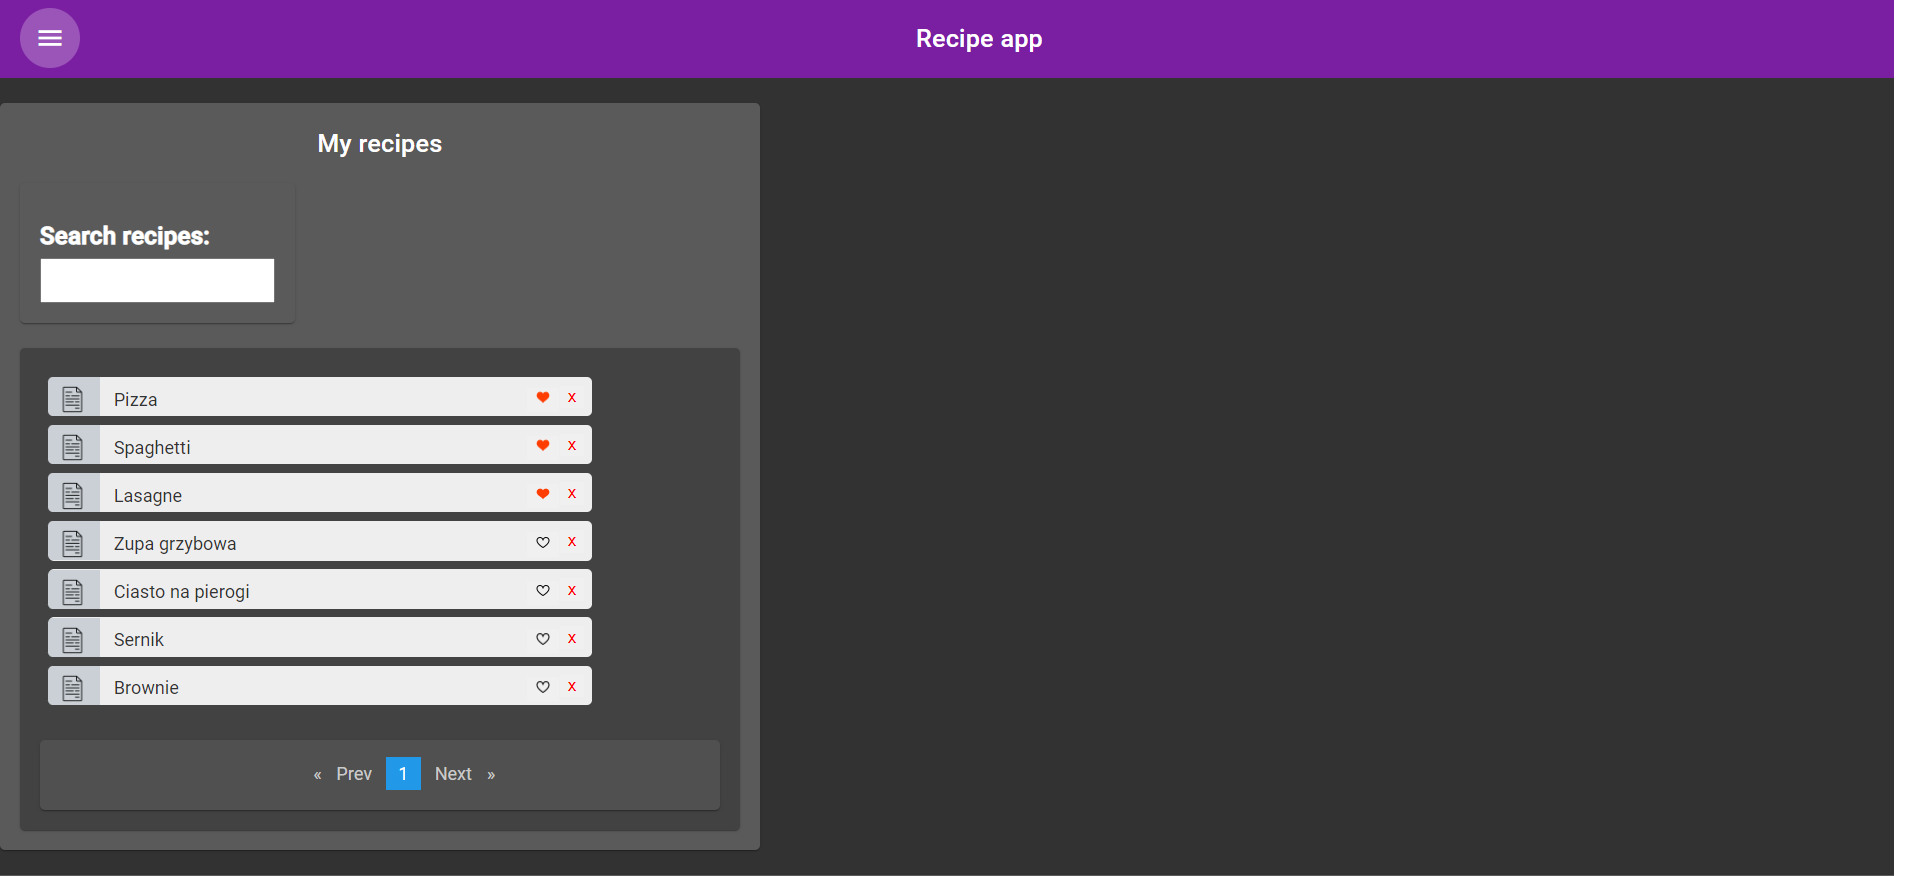 Recipe app
My recipes
Search recipes:
Pizza x
Spaghetti x
Lasagne x
Zupa grzybowa x
Ciasto na pierogi x
Sernik x
Brownie x
« Prev 1 Next »